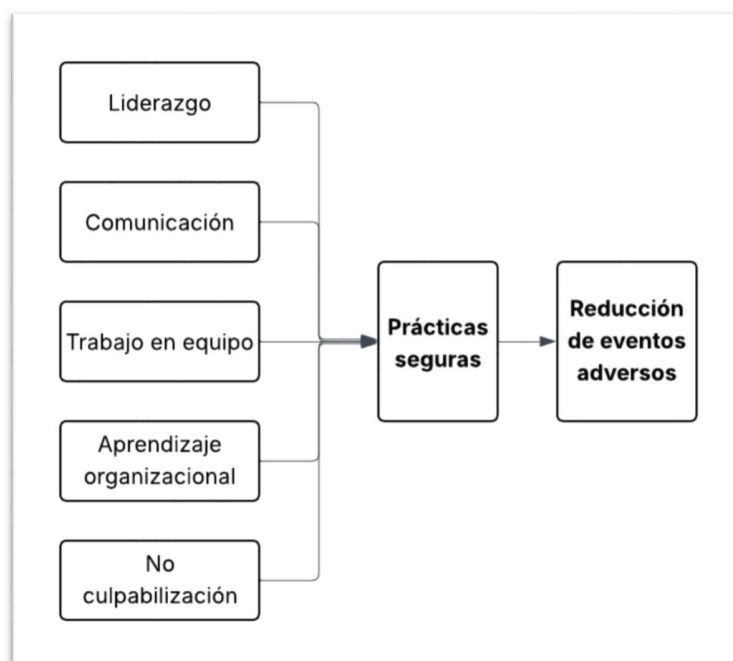 Liderazgo
Comunicación
Trabajo en equipo
Aprendizaje
organizacional
No
culpabilización
Prácticas
seguras
Reducción
de eventos
adversos